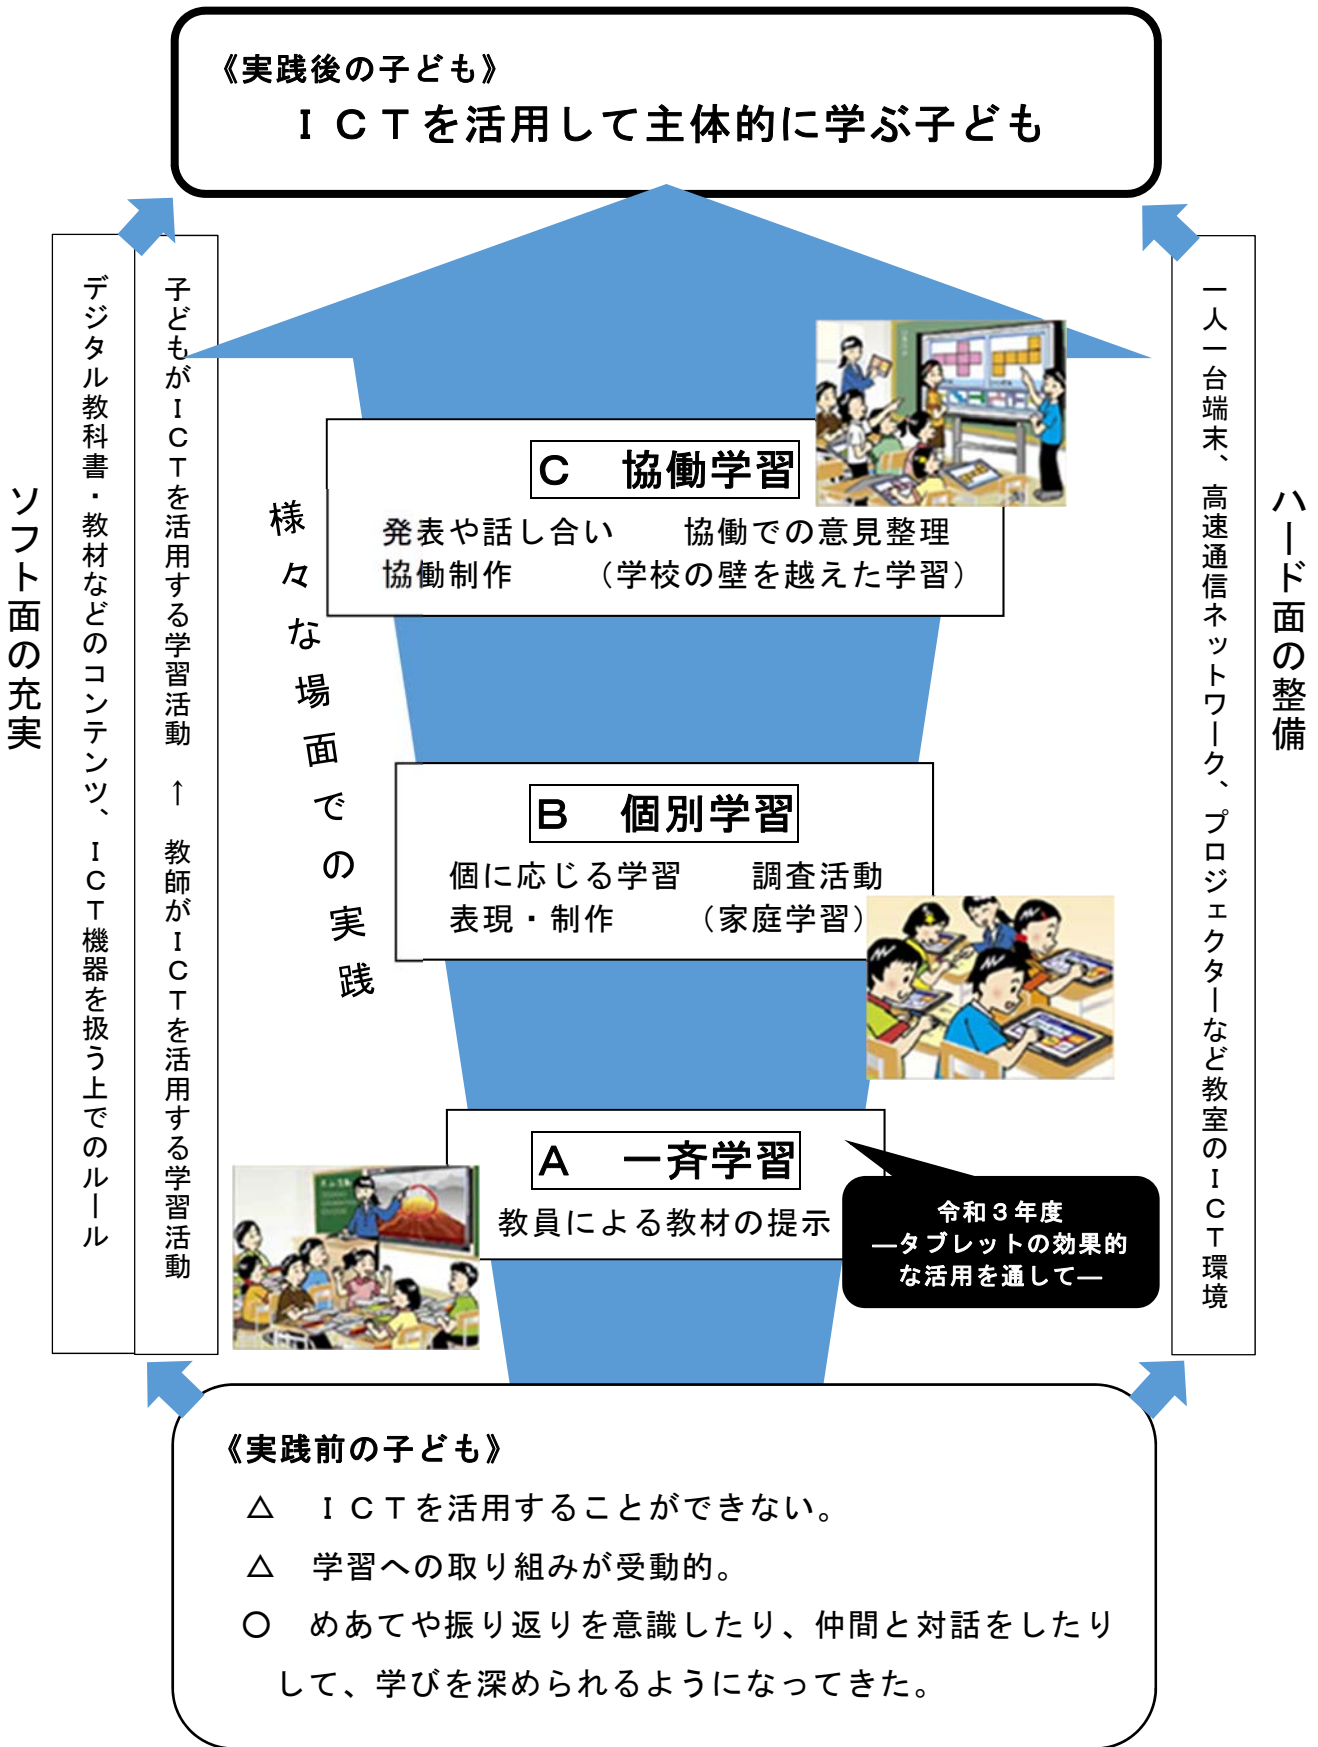 《実践後の子ども》
ＩＣＴを活用して主体的に学ぶ子ども
ソフト面の充実
デジタル教科書・教材などのコンテンツ、ＩＣＴ機器を扱う上でのルール
子どもがＩＣＴを活用する学習活動　↑　教師がＩＣＴを活用する学習活動
様々な場面での実践
Ｃ　協働学習
発表や話し合い　　協働での意見整理
協働制作　　（学校の壁を越えた学習）
Ｂ　個別学習
個に応じる学習　　調査活動
表現・制作　　（家庭学習）
Ａ　一斉学習
教員による教材の提示
令和３年度
―タブレットの効果的
な活用を通して―
一人一台端末、高速通信ネットワーク、プロジェクターなど教室のＩＣＴ環境
ハード面の整備
《実践前の子ども》
△　ＩＣＴを活用することができない。
△　学習への取り組みが受動的。
〇　めあてや振り返りを意識したり、仲間と対話をしたり
して、学びを深められるようになってきた。